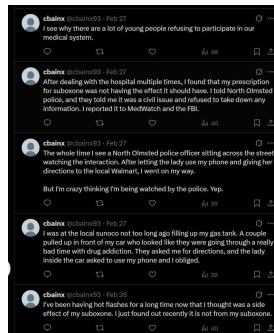 cbainx @cbainx93 · Feb 27
I see why there are a lot of young people refusing to participate in our
medical system.
48
cbainx @cbainx93 · Feb 27
After dealing with the hospital multiple times, I found that my prescription
for suboxone was not having the effect it should have. I told North Olmsted
police, and they told me it was a civil issue and refused to take down any
information. I reported it to MedWatch and the FBI.
40
cbainx @cbainx93 · Feb 27
The whole time I see a North Olmsted police officer sitting across the street
watching the interaction. After letting the lady use my phone and giving her
directions to the local Walmart, I went on my way.
But I'm crazy thinking I'm being watched by the police. Yep.
39
cbainx @cbainx93 · Feb 27
I was at the local sunoco not too long ago filling up my gas tank. A couple
pulled up in front of my car who looked like they were going through a really
bad time with drug addiction. They asked me for directions, and the lady
inside the car asked to use my phone and I obliged.
39
cbainx @cbainx93 · Feb 26
I've been having hot flashes for a long time now that I thought was a side
effect of my suboxone. I just found out recently it is not from my suboxone.
40